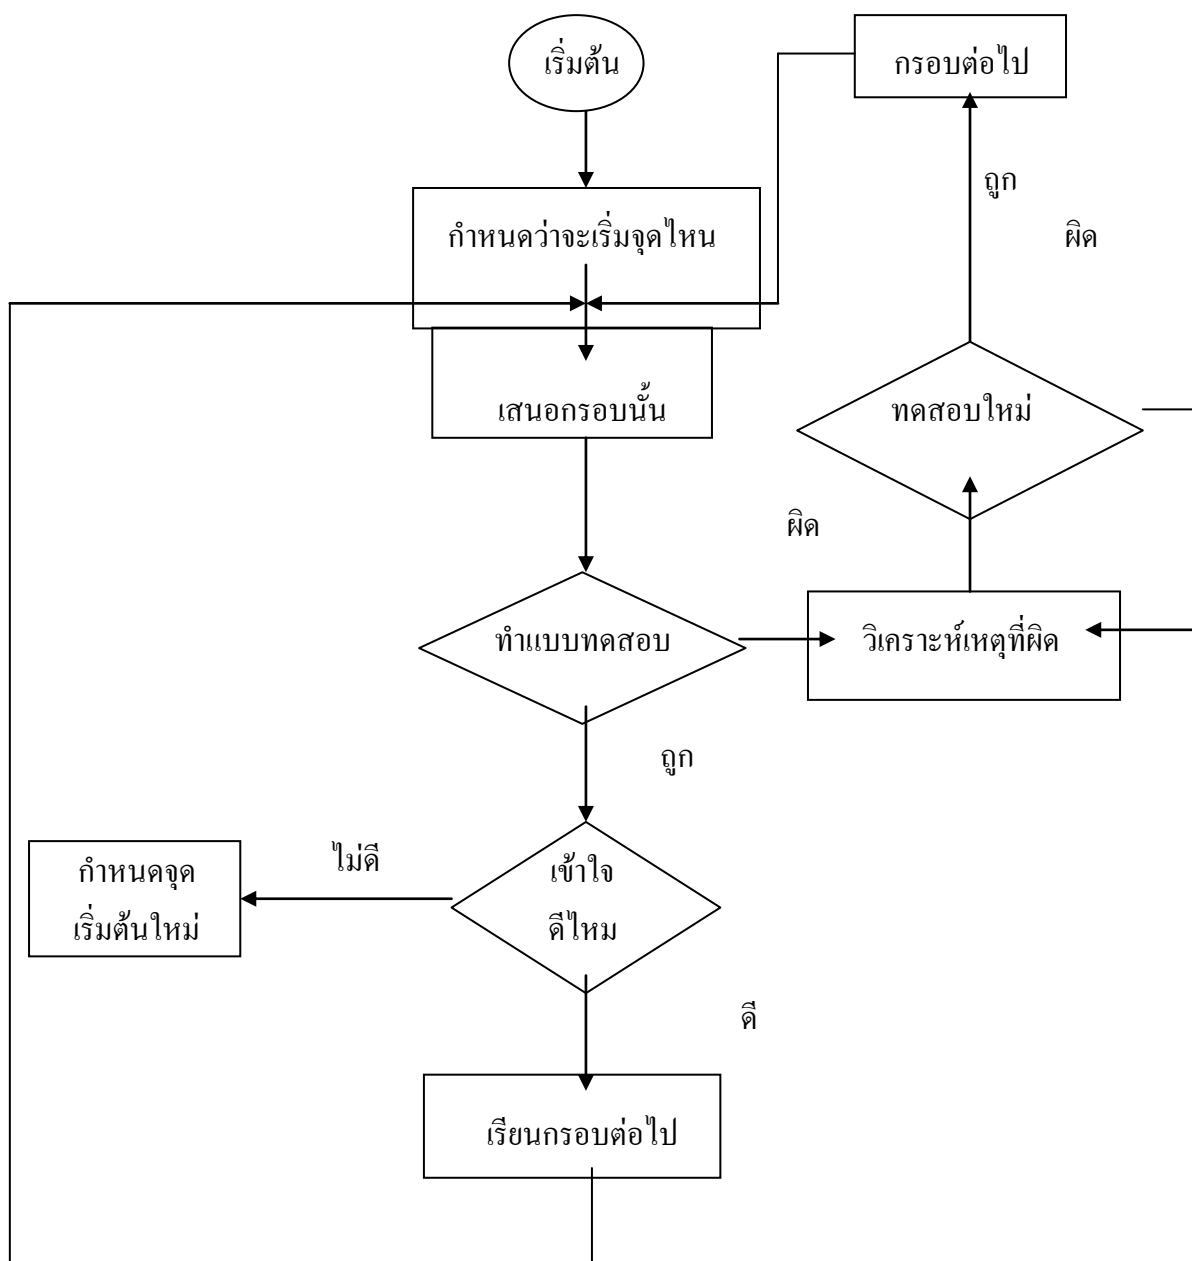 เริ่มต้น
กรอบต่อไป
ถูก
กำหนดว่าจะเริ่มจุดไหน
ผิด
ทดสอบใหม่
เสนอกรอบนั้น
ผิด
ทำแบบทดสอบ
วิเคราะห์เหตุที่ผิด
ถูก
ไม่ดี
กำหนดจุด
เริ่มต้นใหม่
เข้าใจ
ดีไหม
ดี
เรียนกรอบต่อไป